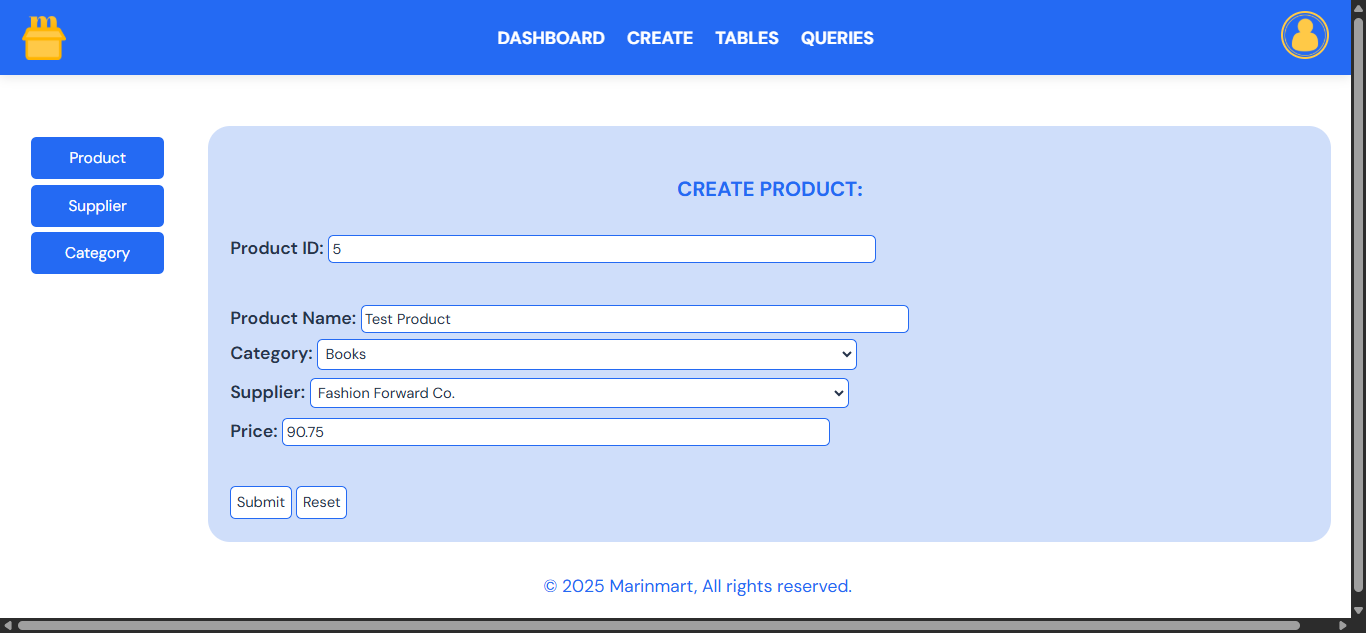 DASHBOARD CREATE TABLES QUERIES
Product
Supplier
Category
CREATE PRODUCT:
Product ID: 5
Product Name: Test Product
Category: Books
Supplier: Fashion Forward Co.
Price: 90.75
Submit Reset
© 2025 Marinmart, All rights reserved.